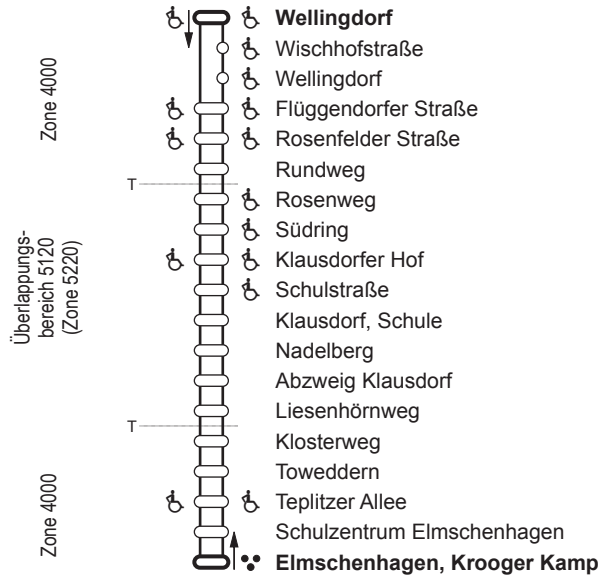 Wellingdorf
Wischhofstraße
Wellingdorf
Flüggendorfer Straße
Rosenfelder Straße
Rundweg
T
Rosenweg
Südring
Klausdorfer Hof
Schulstraße
Klausdorf, Schule
Nadelberg
Abzweig Klausdorf
Liesenhörnweg
T
Klosterweg
Toweddern
Teplitzer Allee
Schulzentrum Elmschenhagen
Elmschenhagen, Krooger Kamp
Zone 4000
Überlappungs-
bereich 5120
(Zone 5220)
Zone 4000